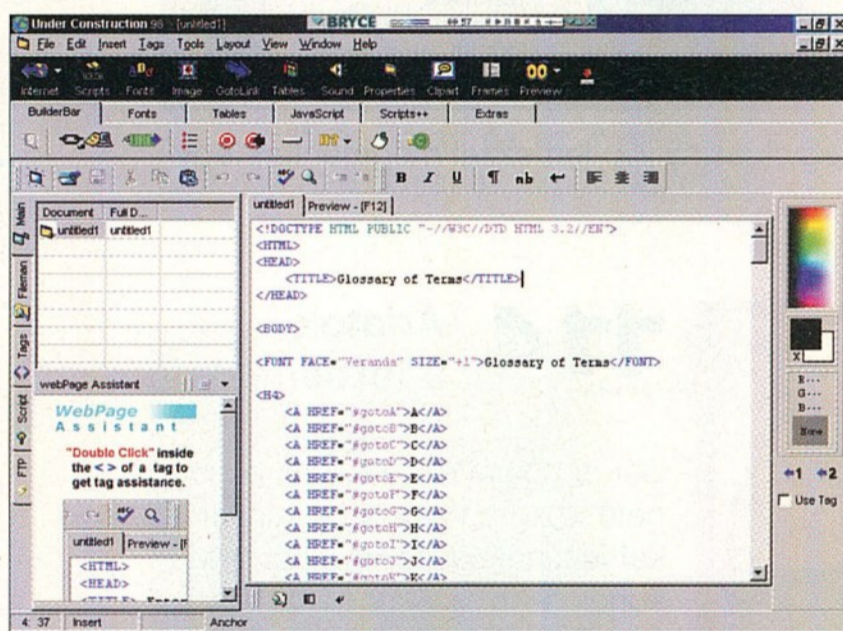 Under Construction 98 - [untitled1]
BRYCE
File Edit Insert Tags Tools Layout View Window Help
Internet Scripts Fonts Image GotoLink Tables Sound Properties Clipart Frames Preview
BuilderBar Fonts Tables JavaScript Scripts++ Extras
B I U ¶ nb
Main
Fileman
Tags
Script
FTP
Document Full D...
untitled1 untitled1
webPage Assistant
WebPage
Assistant
"Double Click" inside
the < > of a tag to
get tag assistance.
untitled1 Preview - [F
<HTML>
<HEAD>
untitled1 Preview - [F12]
<!DOCTYPE HTML PUBLIC "-//W3C//DTD HTML 3.2//EN">
<HTML>
<HEAD>
<TITLE>Glossary of Terms</TITLE>
</HEAD>
<BODY>
<FONT FACE="Veranda" SIZE="+1">Glossary of Terms</FONT>
<H4>
<A HREF="#gotoA">A</A>
<A HREF="#gotoB">B</A>
<A HREF="#gotoC">C</A>
<A HREF="#gotoD">D</A>
<A HREF="#gotoE">E</A>
<A HREF="#gotoF">F</A>
<A HREF="#gotoG">G</A>
<A HREF="#gotoH">H</A>
<A HREF="#gotoI">I</A>
<A HREF="#gotoJ">J</A>
<A HREF="#gotoK">K</A>
X
R---
G---
B---
None
1 2
Use Tag
4: 37 Insert Anchor